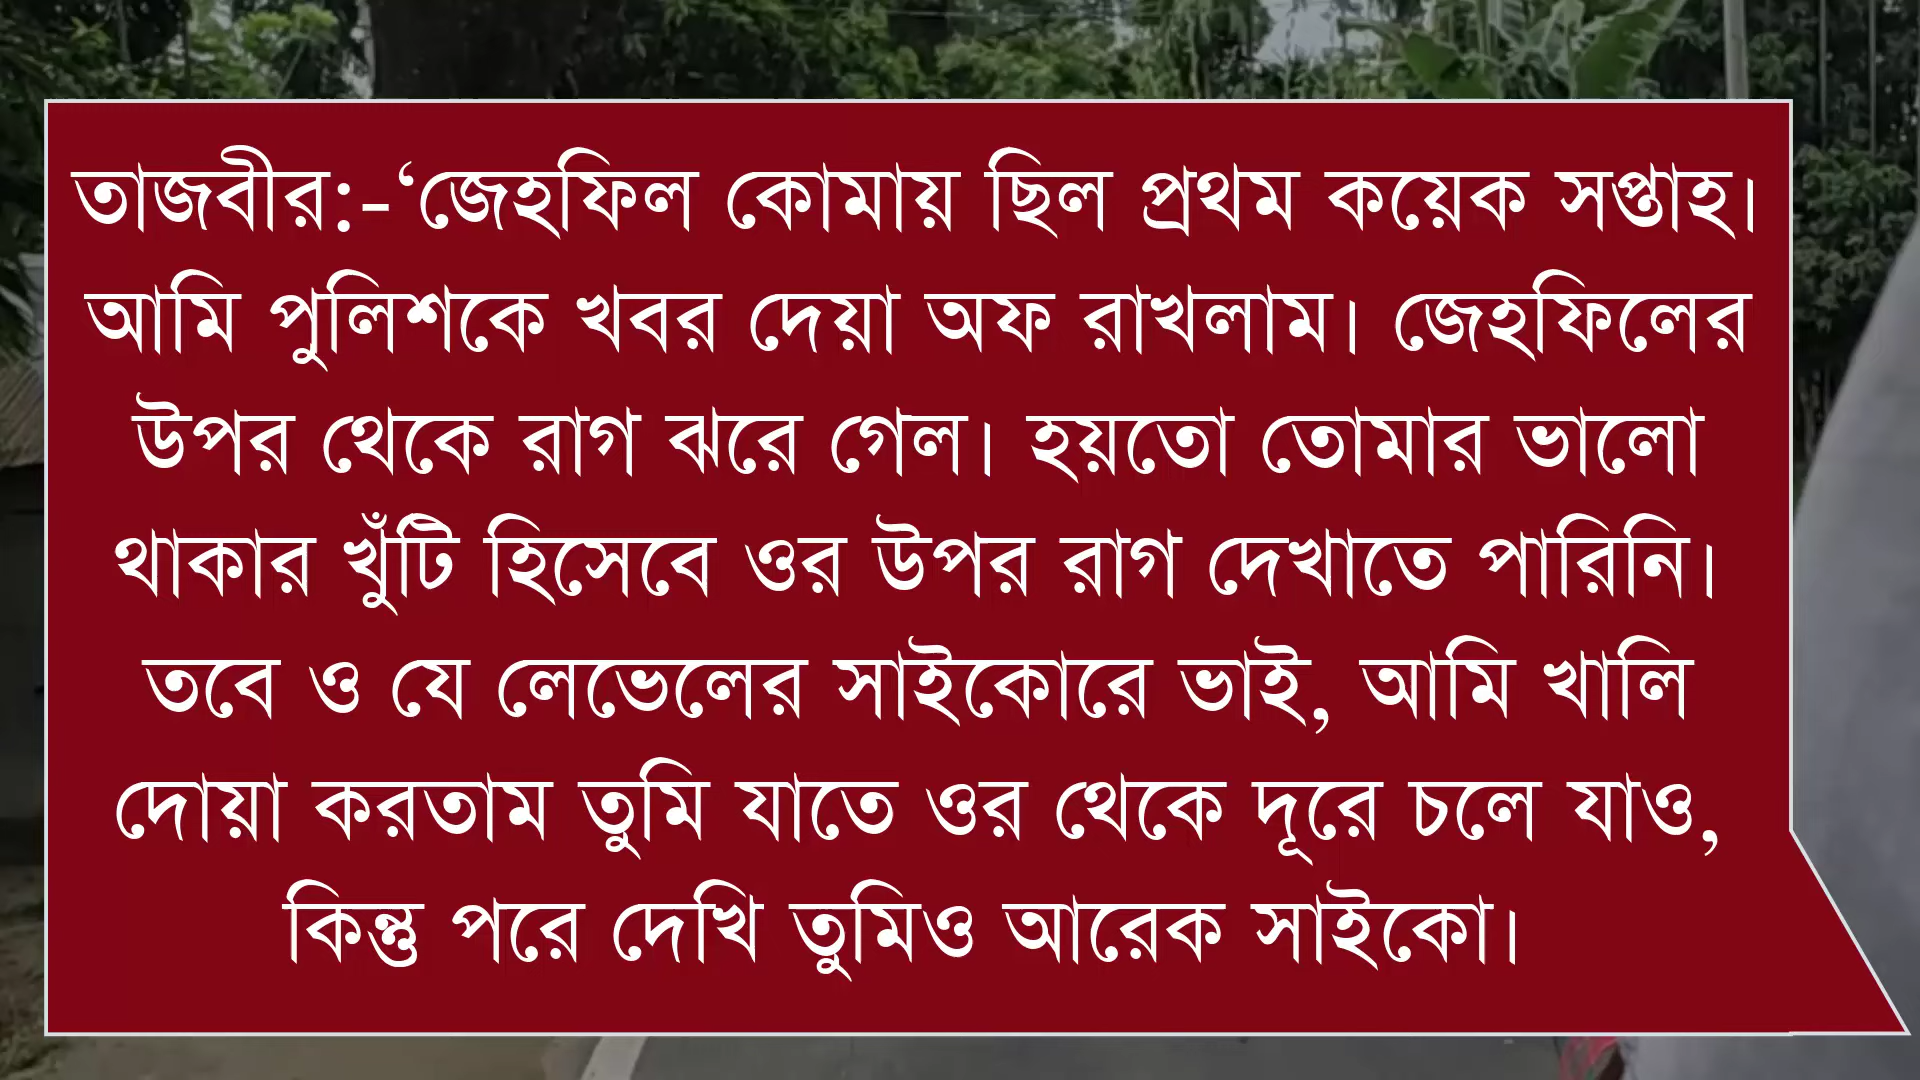 তাজবীর:-‘জেহফিল কোমায় ছিল প্রথম কয়েক সপ্তাহ।
আমি পুলিশকে খবর দেয়া অফ রাখলাম। জেহফিলের
উপর থেকে রাগ ঝরে গেল। হয়তো তোমার ভালো
থাকার খুঁটি হিসেবে ওর উপর রাগ দেখাতে পারিনি।
তবে ও যে লেভেলের সাইকোরে ভাই, আমি খালি
দোয়া করতাম তুমি যাতে ওর থেকে দূরে চলে যাও,
কিন্তু পরে দেখি তুমিও আরেক সাইকো।